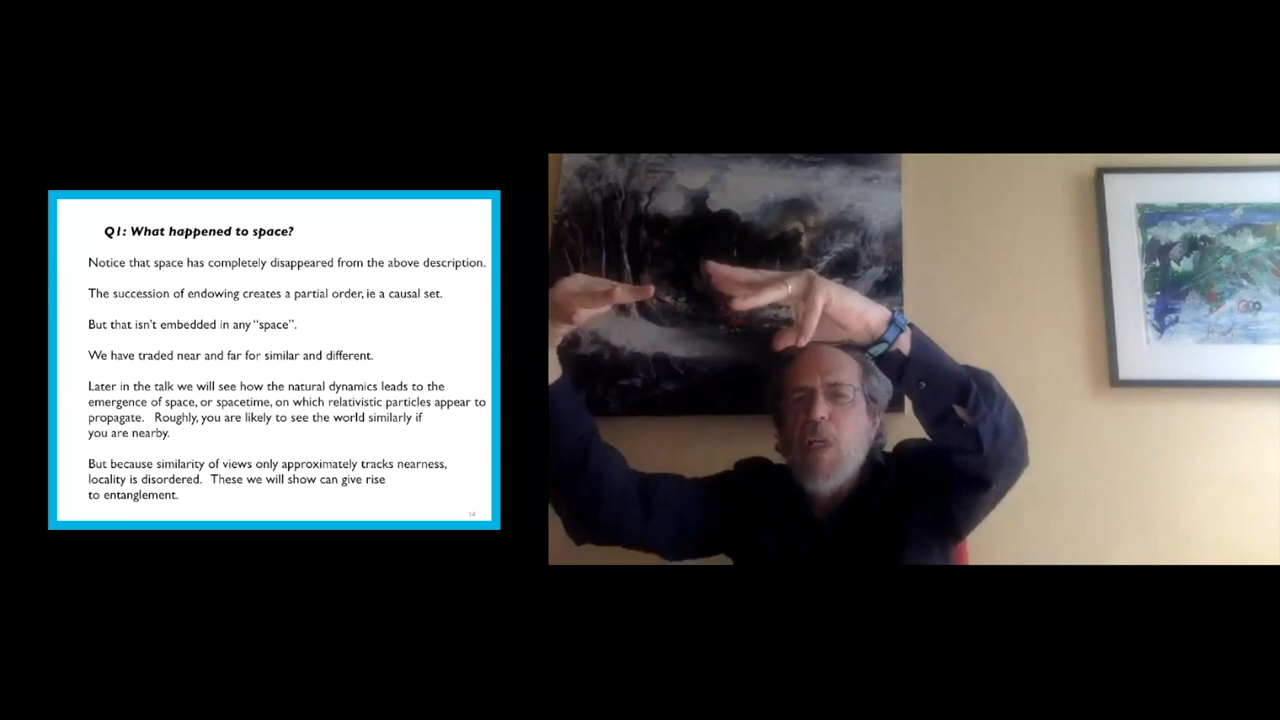 Q1: What happened to space?
Notice that space has completely disappeared from the above description.
The succession of endowing creates a partial order, ie a causal set.
But that isn't embedded in any "space".
We have traded near and far for similar and different.
Later in the talk we will see how the natural dynamics leads to the
emergence of space, or spacetime, on which relativistic particles appear to
propagate. Roughly, you are likely to see the world similarly if
you are nearby.
But because similarity of views only approximately tracks nearness,
locality is disordered. These we will show can give rise
to entanglement.
14